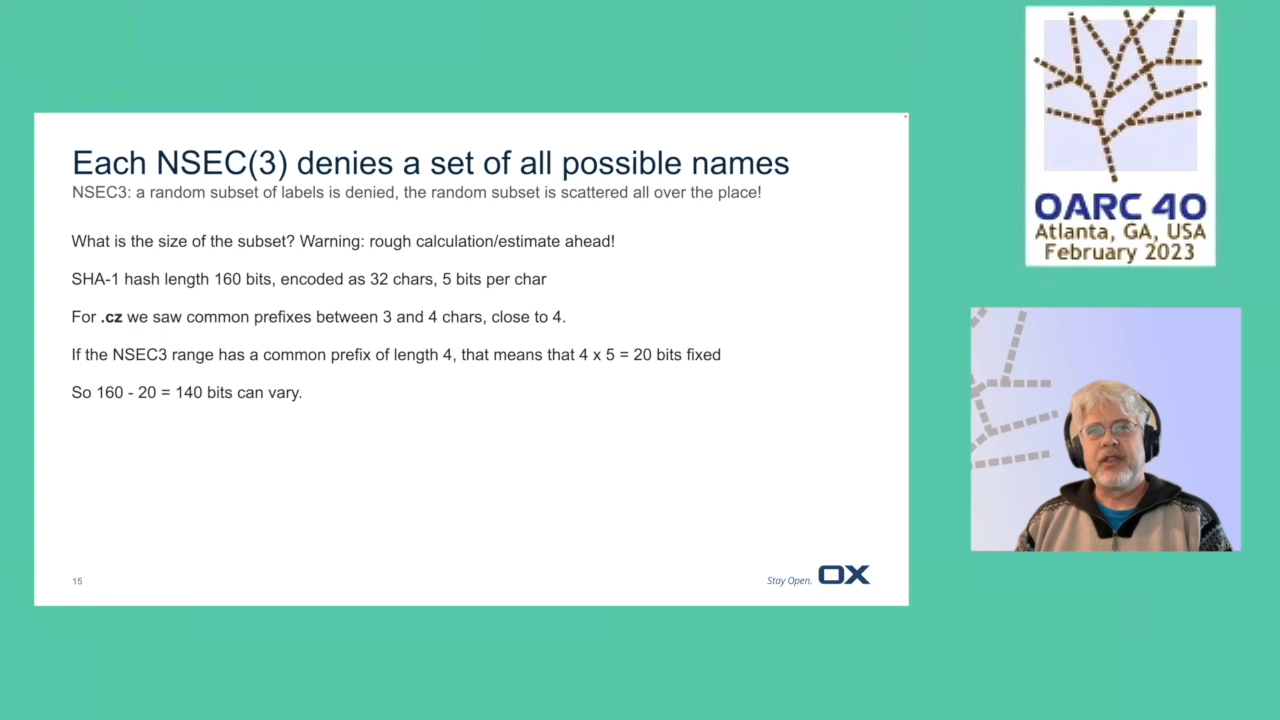 Each NSEC(3) denies a set of all possible names
NSEC3: a random subset of labels is denied, the random subset is scattered all over the place!
What is the size of the subset? Warning: rough calculation/estimate ahead!
SHA-1 hash length 160 bits, encoded as 32 chars, 5 bits per char
For .cz we saw common prefixes between 3 and 4 chars, close to 4.
If the NSEC3 range has a common prefix of length 4, that means that 4 x 5 = 20 bits fixed
So 160 - 20 = 140 bits can vary.
15
Stay Open. OX
OARC 40
Atlanta, GA, USA
February 2023